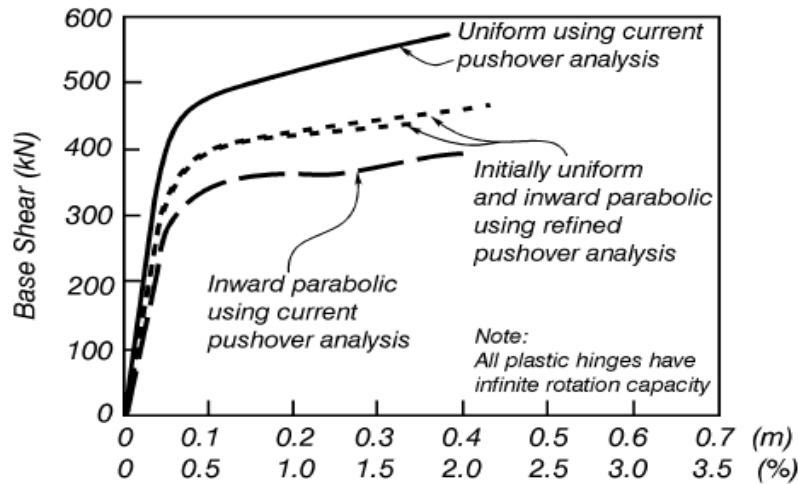 600
Uniform using current
pushover analysis
500
400
Initially uniform
and inward parabolic
using refined
pushover analysis
300
Base Shear (kN)
200
Inward parabolic
using current
pushover analysis
Note:
All plastic hinges have
infinite rotation capacity
100
0
0 0.1 0.2 0.3 0.4 0.5 0.6 0.7 (m)
0 0.5 1.0 1.5 2.0 2.5 3.0 3.5 (%)